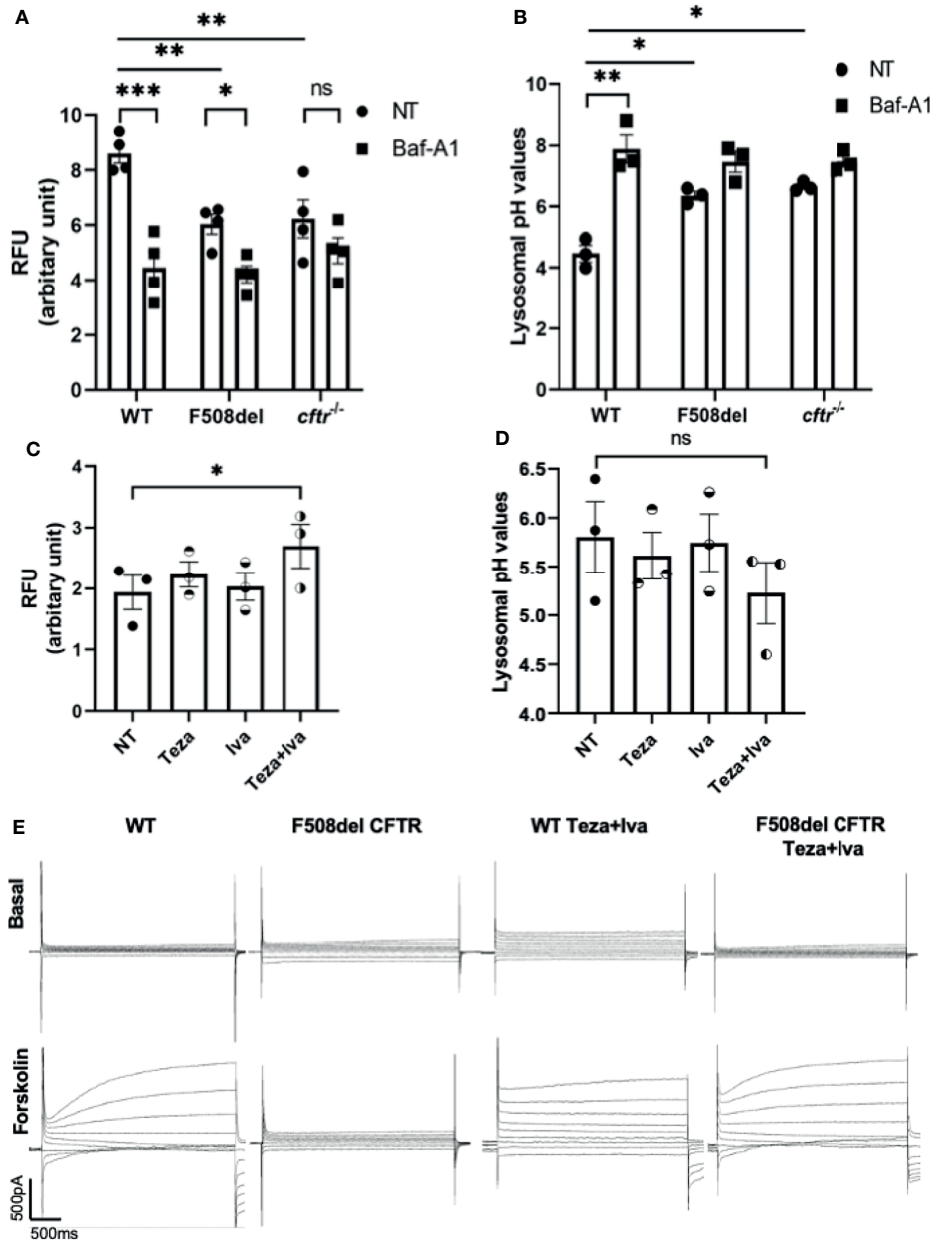 A
**
**
***
*
ns
NT
Baf-A1
RFU
(arbitary unit)
10
8
6
4
2
0
WT
F508del
cftr-/-
B
*
*
**
NT
Baf-A1
Lysosomal pH values
10
8
6
4
2
0
WT
F508del
cftr-/-
C
*
RFU
(arbitary unit)
4
3
2
1
0
NT
Teza
Iva
Teza+Iva
D
ns
Lysosomal pH values
6.5
6.0
5.5
5.0
4.5
4.0
NT
Teza
Iva
Teza+Iva
E
WT
F508del CFTR
WT Teza+Iva
F508del CFTR
Teza+Iva
Basal
Forskolin
500pA
500ms